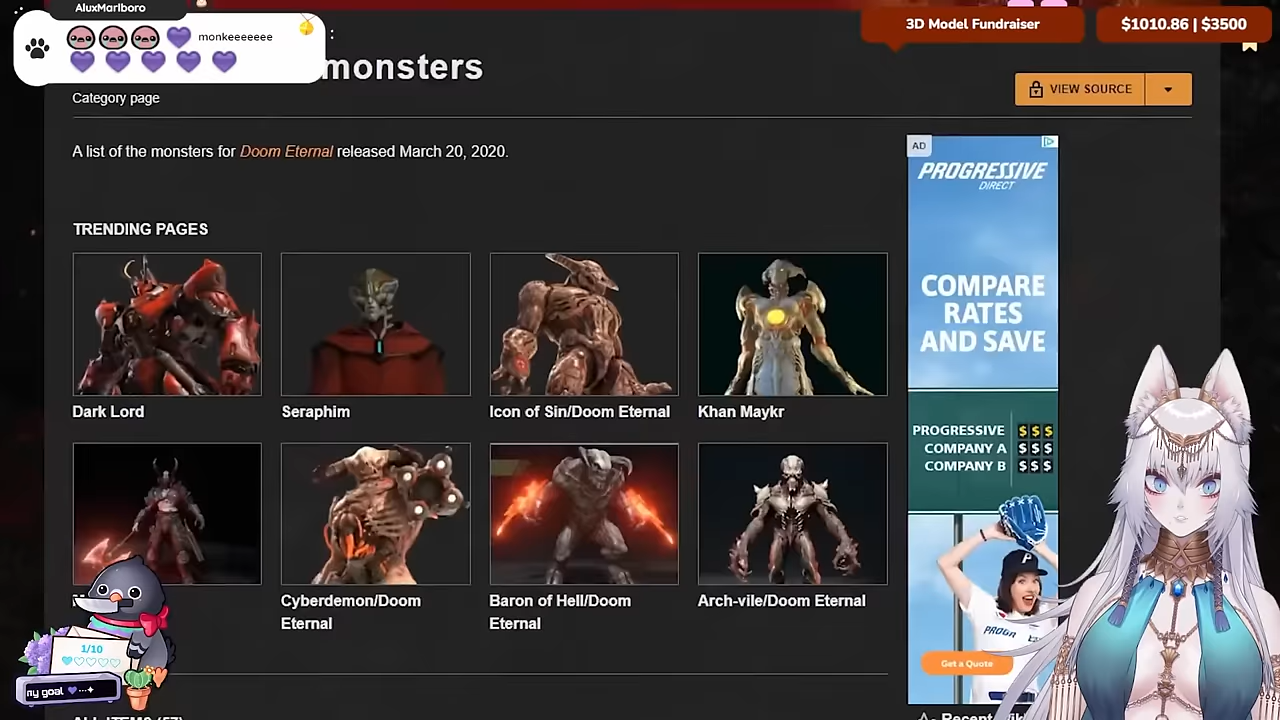 AluxMarlboro
monkeeeeeee
:
monsters
Category page
3D Model Fundraiser
$1010.86 | $3500
VIEW SOURCE
A list of the monsters for Doom Eternal released March 20, 2020.
TRENDING PAGES
Dark Lord
Seraphim
Icon of Sin/Doom Eternal
Khan Maykr
Cyberdemon/Doom
Eternal
Baron of Hell/Doom
Eternal
Arch-vile/Doom Eternal
AD
PROGRESSIVE
DIRECT
COMPARE
RATES
AND SAVE
PROGRESSIVE $ $ $
COMPANY A $ $ $
COMPANY B $ $ $
P
PROGR
Get a Quote
1/10
my goal